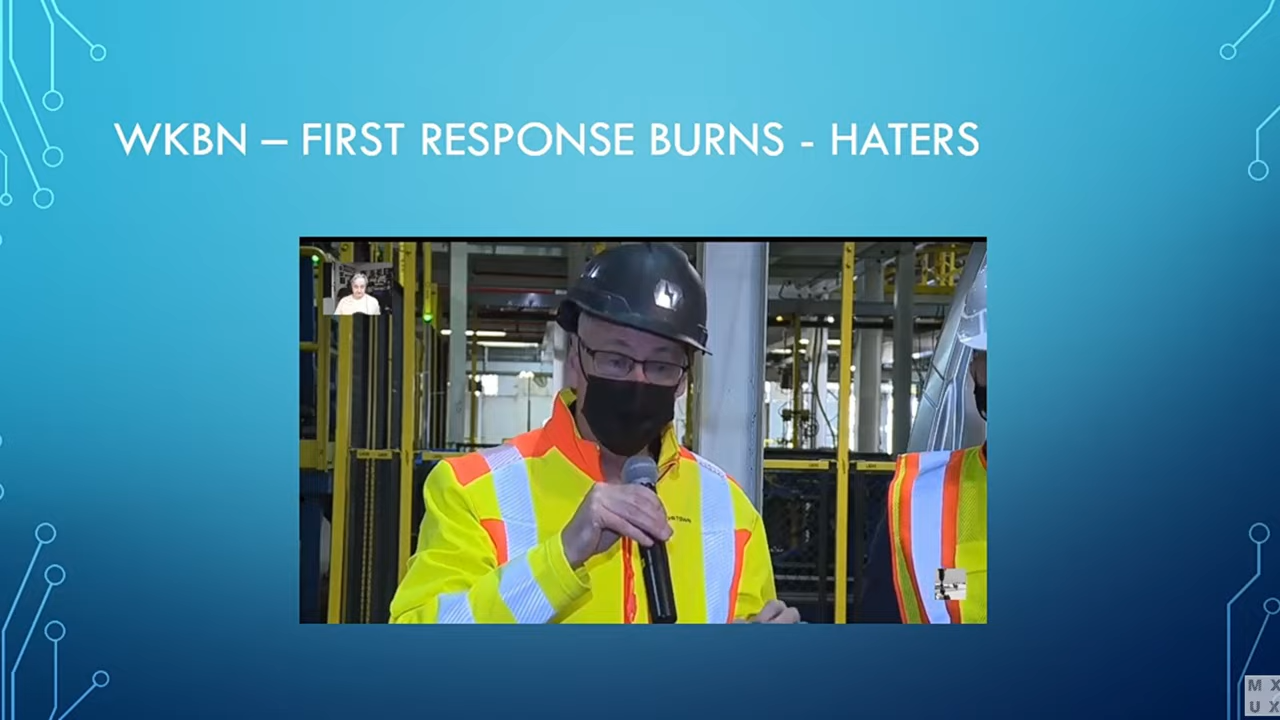 WKBN – FIRST RESPONSE BURNS - HATERS
M X
U X